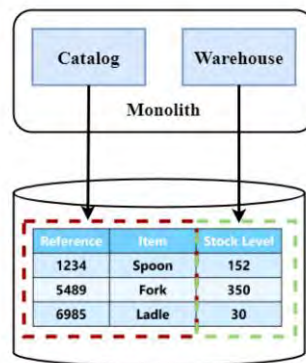 Catalog Warehouse
Monolith
Reference Item Stock Level
1234 Spoon 152
5489 Fork 350
6985 Ladle 30